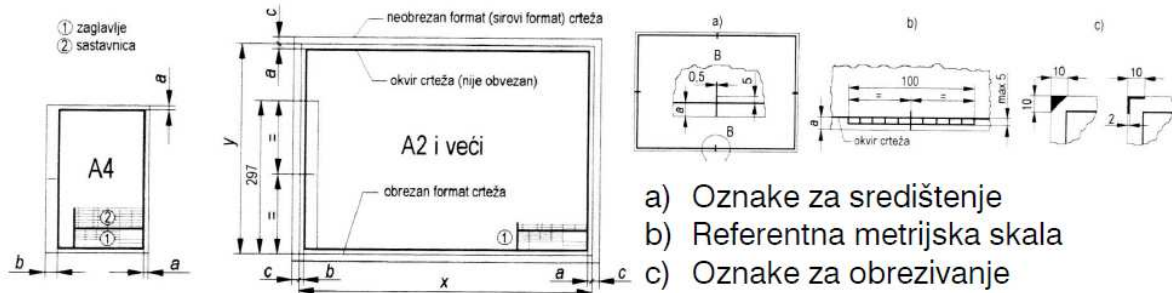 ① zaglavlje
② sastavnica
a
A4
②
①
b
a
c
neobrezan format (sirovi format) crteža
a
okvir crteža (nije obvezan)
y
297
=
=
A2 i veći
obrezan format crteža
①
c
b
x
a
c
a)
B
0,5
5
a
B
b)
100
=
=
max 5
a
okvir crteža
c)
10
10
10
2
a) Oznake za središtenje
b) Referentna metrijska skala
c) Oznake za obrezivanje